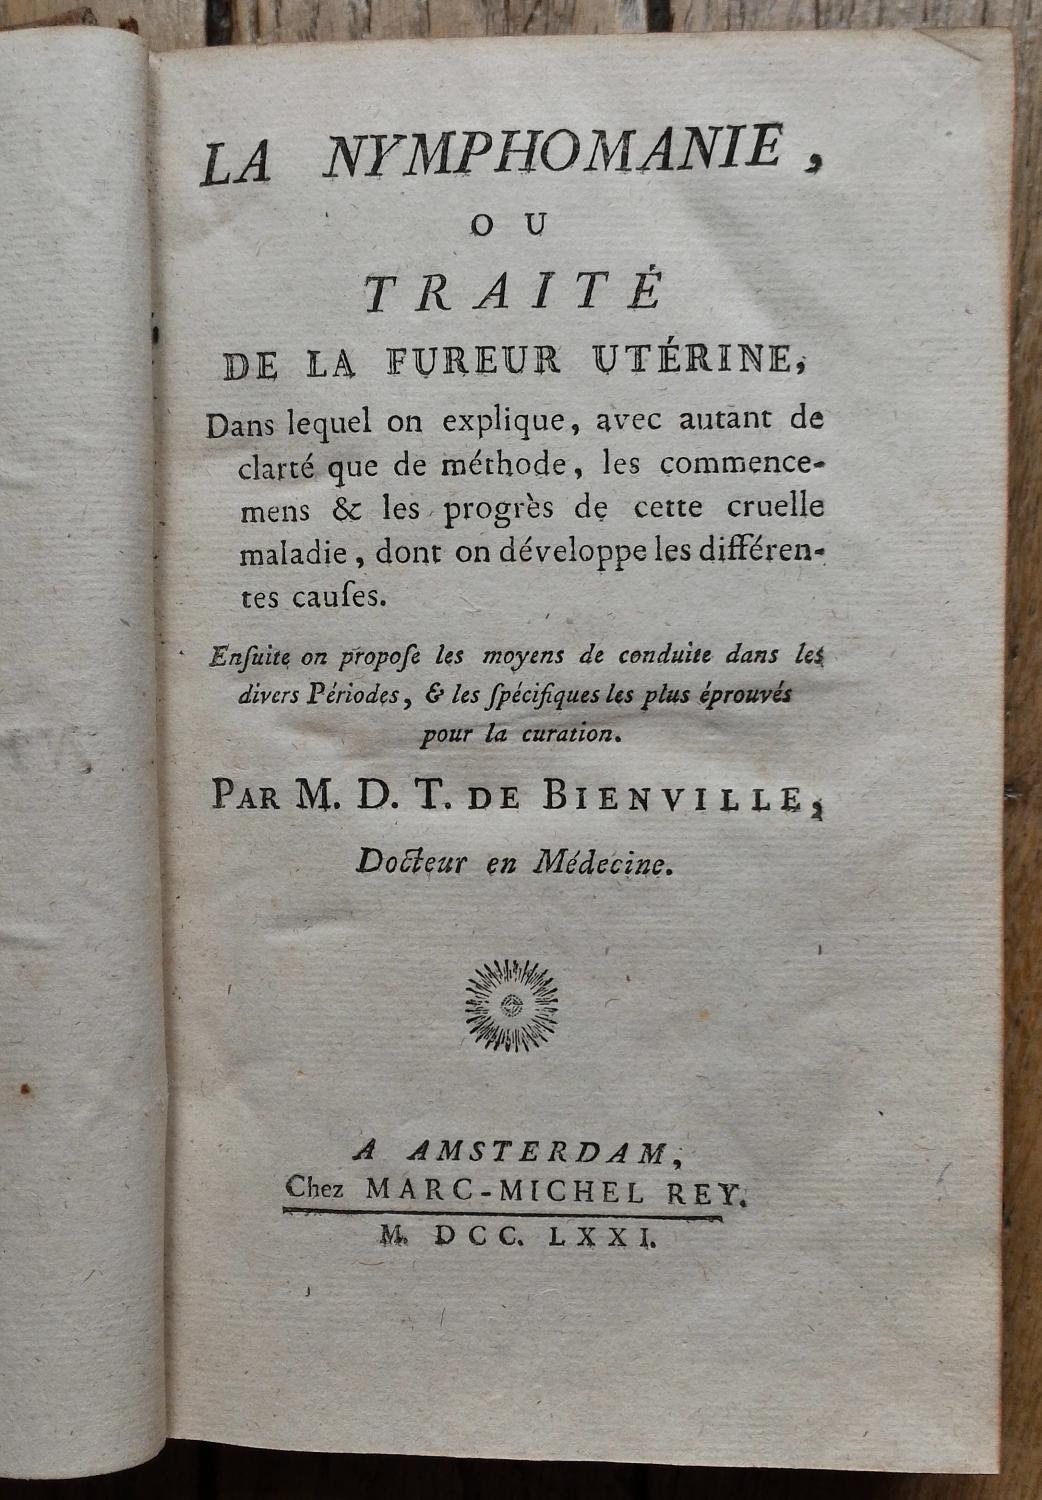 LA NYMPHOMANIE,
OU
TRAITÉ
DE LA FUREUR UTÉRINE,
Dans lequel on explique, avec autant de
clarté que de méthode, les commence-
mens & les progrès de cette cruelle
maladie, dont on développe les différen-
tes cauſes.
Enſuite on propoſe les moyens de conduite dans les
divers Périodes, & les ſpécifiques les plus éprouvés
pour la curation.
PAR M. D. T. DE BIENVILLE,
Docteur en Médecine.
A AMSTERDAM,
Chez MARC-MICHEL REY.
M. DCC. LXXI.